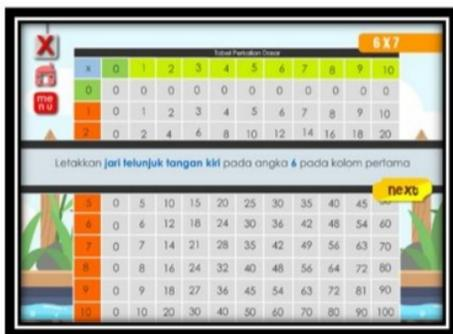 Tabel Perkalian Dasar
6 X 7
X
me
nu
x 0 1 2 3 4 5 6 7 8 9 10
0 0 0 0 0 0 0 0 0 0 0 0
1 0 1 2 3 4 5 6 7 8 9 10
2 0 2 4 6 8 10 12 14 16 18 20
Letakkan jari telunjuk tangan kiri pada angka 6 pada kolom pertama
next
5 0 5 10 15 20 25 30 35 40 45
6 0 6 12 18 24 30 36 42 48 54 60
7 0 7 14 21 28 35 42 49 56 63 70
8 0 8 16 24 32 40 48 56 64 72 80
9 0 9 18 27 36 45 54 63 72 81 90
10 0 10 20 30 40 50 60 70 80 90 100